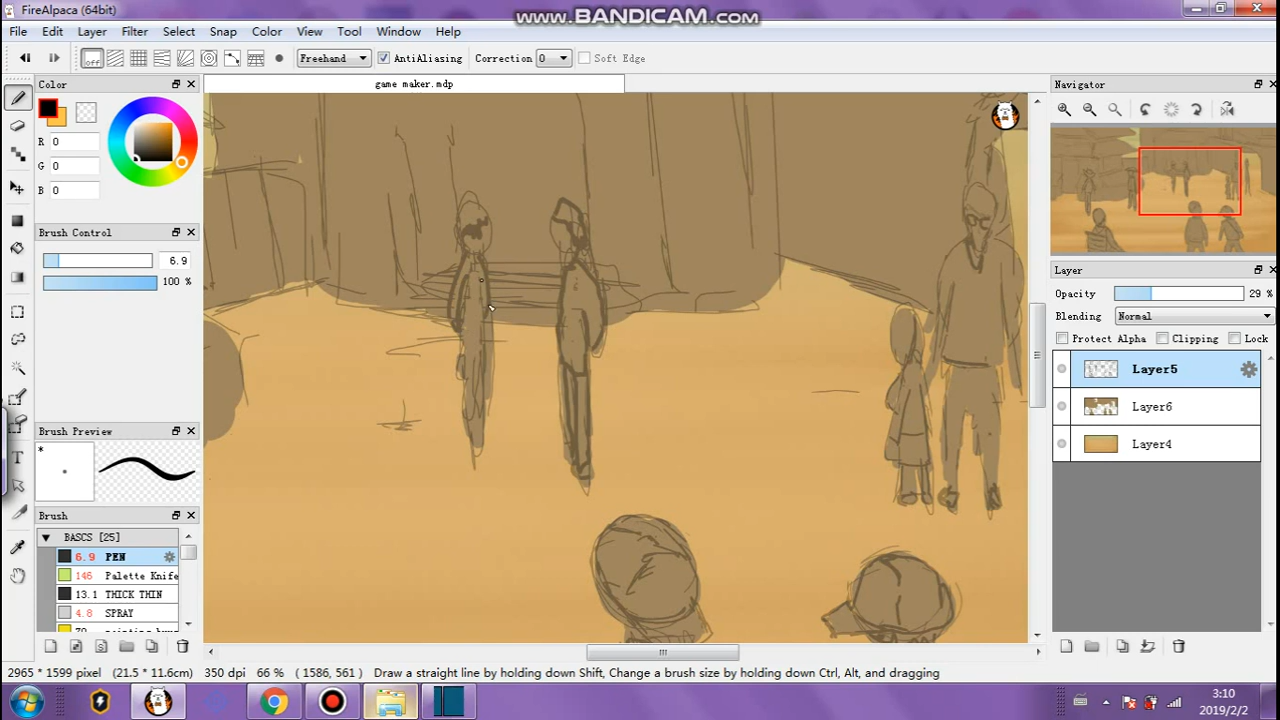 FireAlpaca (64bit)
www.BANDICAM.com
File Edit Layer Filter Select Snap Color View Tool Window Help
off Freehand AntiAliasing Correction 0 Soft Edge
Color
game maker.mdp
Navigator
R 0
G 0
B 0
Brush Control
6.9
100 %
Layer
Opacity 29 %
Blending Normal
Protect Alpha Clipping Lock
Layer5
Layer6
Layer4
Brush Preview
*
Brush
BASCS [25]
6.9 PEN
146 Palette Knife
13.1 THICK THIN
4.8 SPRAY
2965 * 1599 pixel (21.5 * 11.6cm) 350 dpi 66 % ( 1586, 561 ) Draw a straight line by holding down Shift, Change a brush size by holding down Ctrl, Alt, and dragging
3:10
2019/2/2